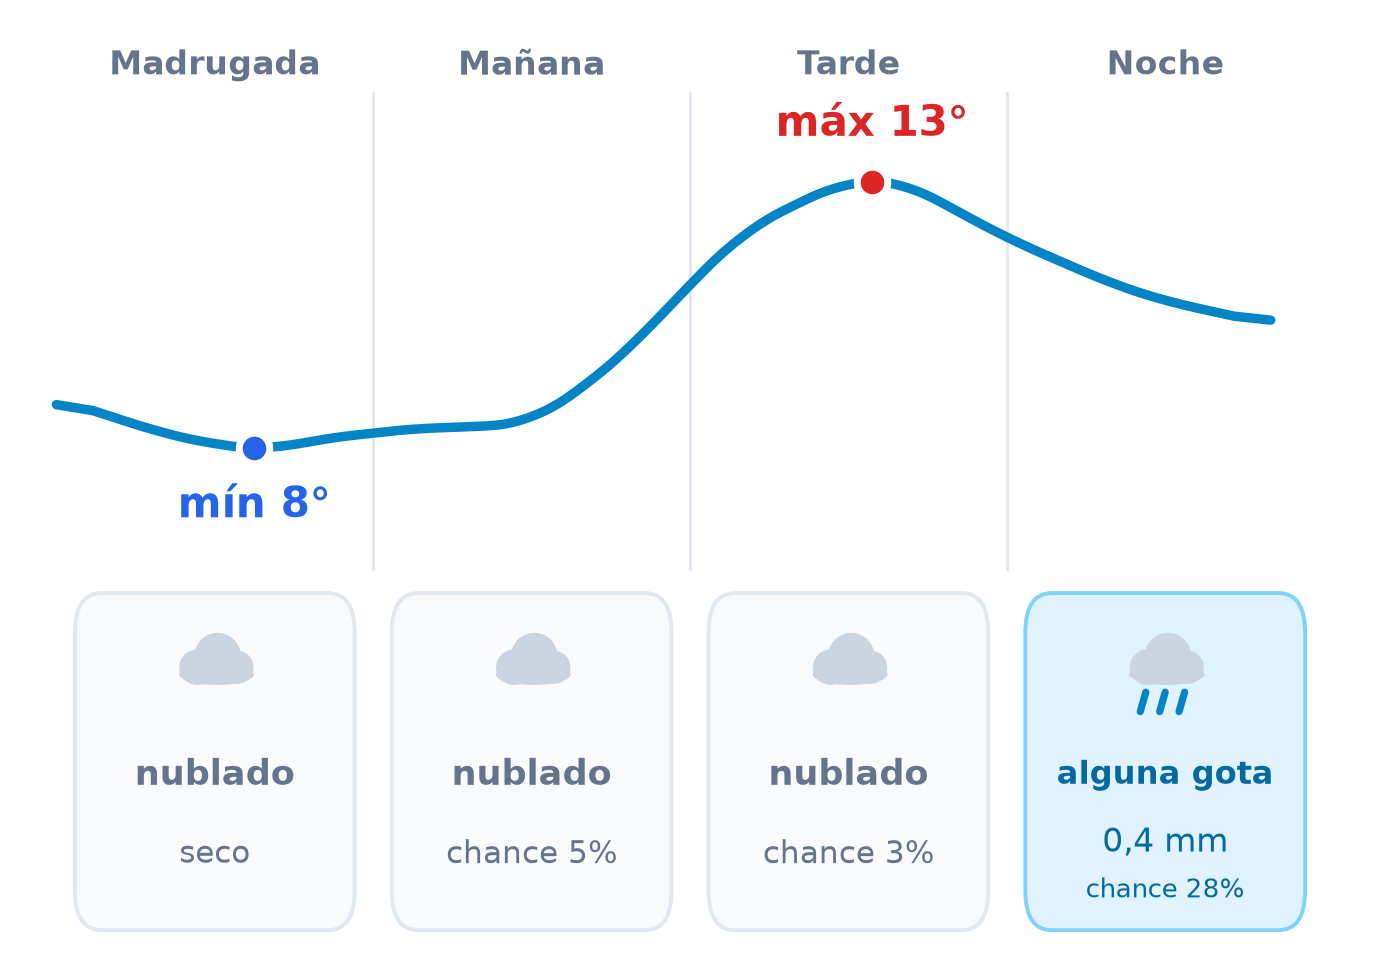 Madrugada
Mañana
Tarde
Noche
máx 13°
mín 8°
nublado
seco
nublado
chance 5%
nublado
chance 3%
alguna gota
0,4 mm
chance 28%